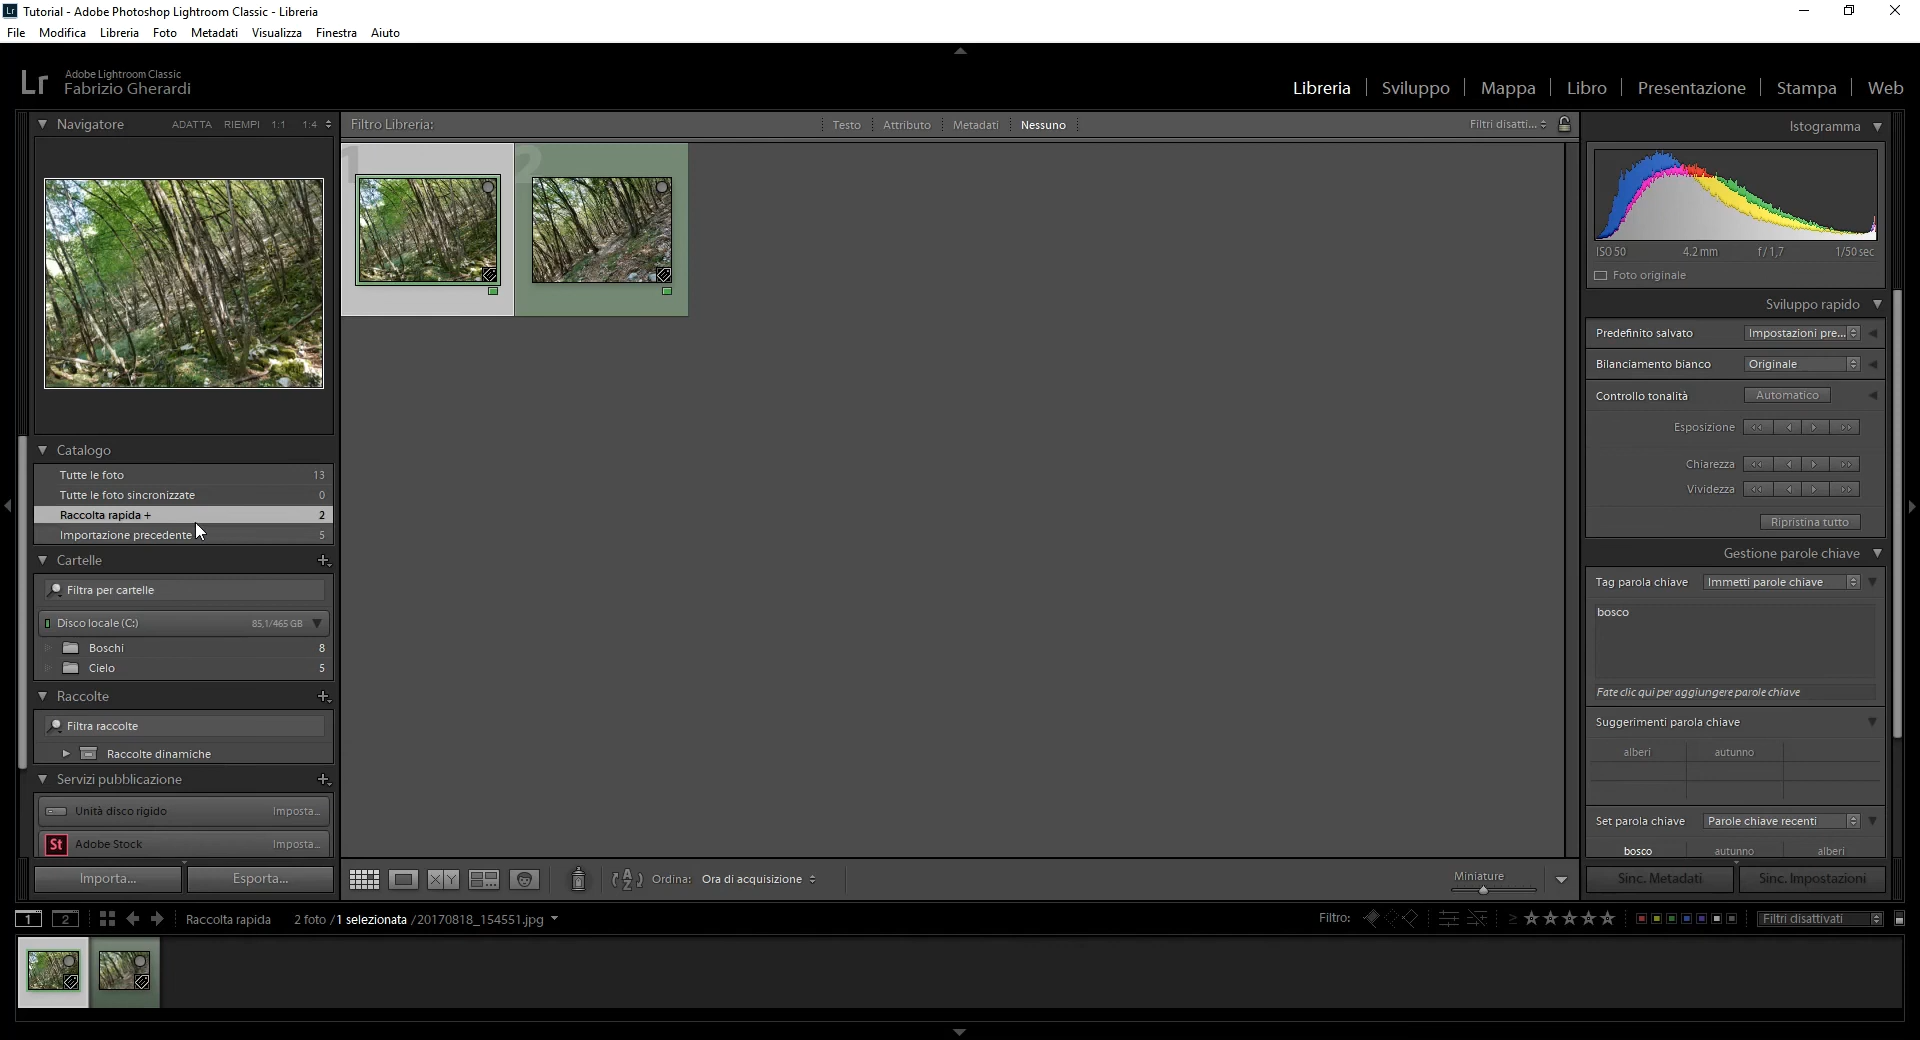 Lr Tutorial - Adobe Photoshop Lightroom Classic - Libreria
File Modifica Libreria Foto Metadati Visualizza Finestra Aiuto
Lr Adobe Lightroom Classic
Fabrizio Gherardi
Libreria Sviluppo Mappa Libro Presentazione Stampa Web
Navigatore ADATTA RIEMPI 1:1 1:4
Filtro Libreria: Testo Attributo Metadati Nessuno Filtri disatti...
Istogramma
1 2
ISO 50 4.2 mm f / 1,7 1/50 sec
Foto originale
Sviluppo rapido
Predefinito salvato Impostazioni pre...
Bilanciamento bianco Originale
Controllo tonalità Automatico
Esposizione
Chiarezza
Vividezza
Ripristina tutto
Catalogo
Tutte le foto 13
Tutte le foto sincronizzate 0
Raccolta rapida + 2
Importazione precedente 5
Cartelle
Filtra per cartelle
Disco locale (C:) 85,1/465 GB
Boschi 8
Cielo 5
Raccolte
Filtra raccolte
Raccolte dinamiche
Servizi pubblicazione
Unità disco rigido Imposta...
St Adobe Stock Imposta...
Importa... Esporta...
Gestione parole chiave
Tag parola chiave Immetti parole chiave
bosco
Fate clic qui per aggiungere parole chiave
Suggerimenti parola chiave
alberi autunno
Set parola chiave Parole chiave recenti
bosco autunno alberi
Sinc. Metadati Sinc. Impostazioni
XY AZ Ordina: Ora di acquisizione Miniature
1 2 Raccolta rapida 2 foto / 1 selezionata / 20170818_154551.jpg Filtro: ≥ Filtri disattivati